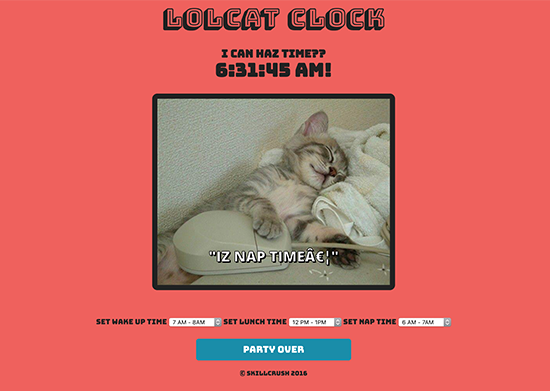 LOLCAT CLOCK
I CAN HAZ TIME??
6:31:45 AM!
"IZ NAP TIMEÂ€¦"
SET WAKE UP TIME 7 AM - 8AM SET LUNCH TIME 12 PM - 1PM SET NAP TIME 6 AM - 7AM
PARTY OVER
© SKILLCRUSH 2016